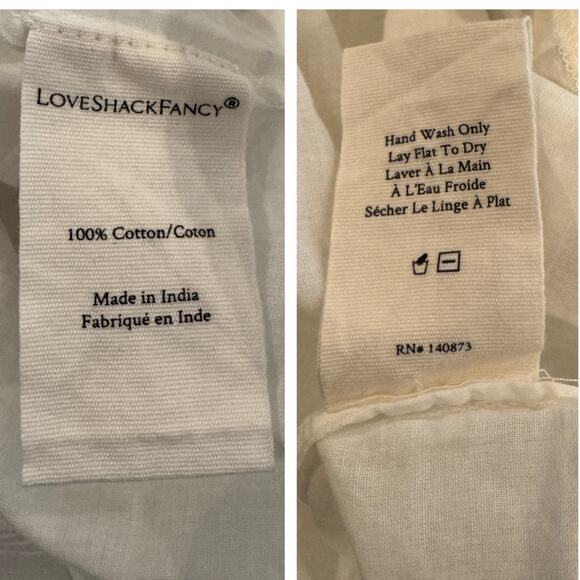 LOVESHACKFANCY®
100% Cotton/Coton
Made in India
Fabriqué en Inde
Hand Wash Only
Lay Flat To Dry
Laver À La Main
À L'Eau Froide
Sécher Le Linge À Plat
RN# 140873